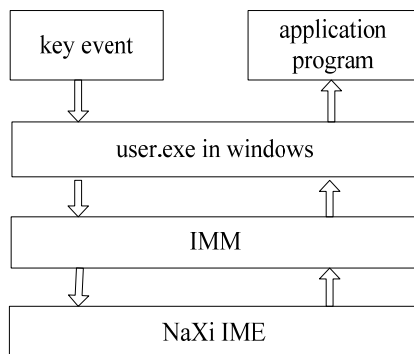 key event
application
program
user.exe in windows
IMM
NaXi IME